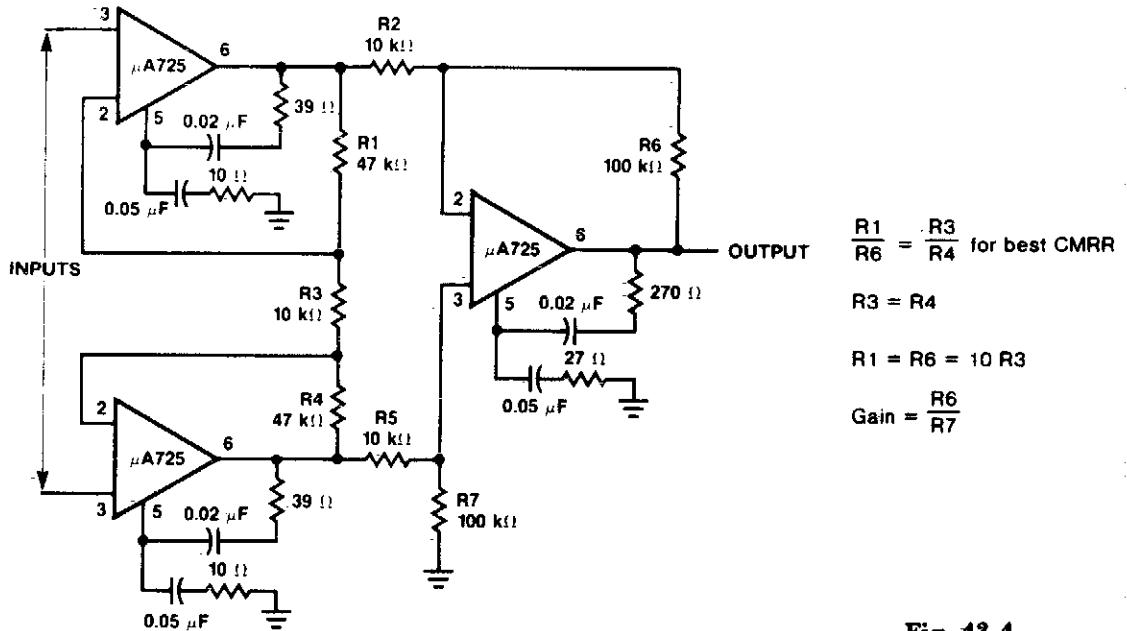 3
6
μA725
2
5
R2
10 kΩ
39 Ω
0.02 μF
R1
47 kΩ
10 Ω
0.05 μF
R6
100 kΩ
INPUTS
2
6
μA725
3
5
OUTPUT
R3
10 kΩ
0.02 μF
270 Ω
27 Ω
0.05 μF
2
6
μA725
3
5
R4
47 kΩ
R5
10 kΩ
39 Ω
0.02 μF
R7
100 kΩ
10 Ω
0.05 μF
R1/R6 = R3/R4 for best CMRR
R3 = R4
R1 = R6 = 10 R3
Gain = R6/R7